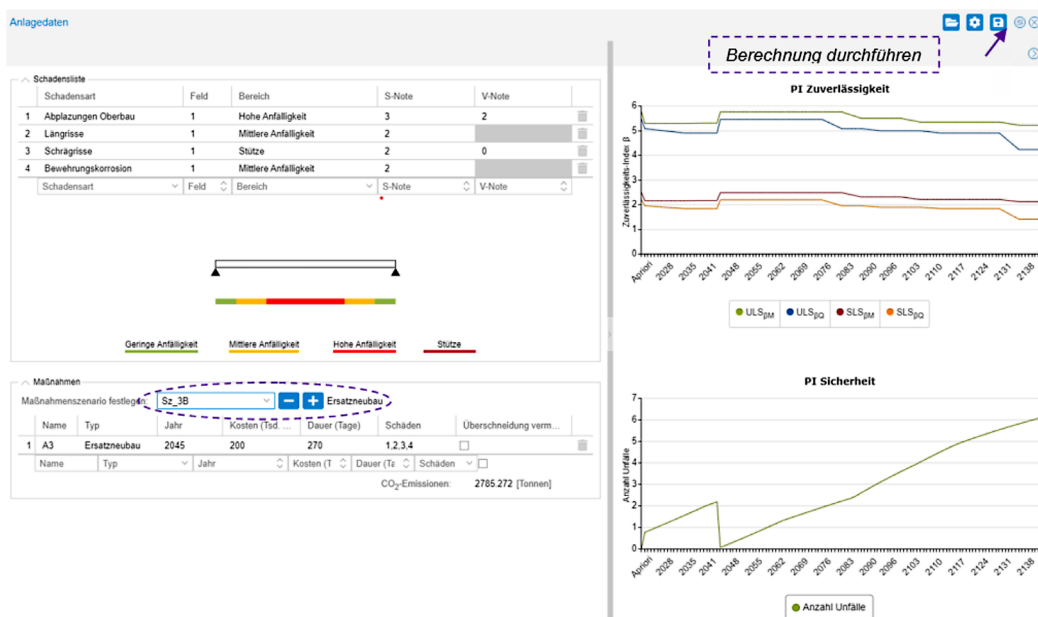 Anlagedaten
Berechnung durchführen
Schadensliste
Schadensart Feld Bereich S-Note V-Note
1 Abplazungen Oberbau 1 Hohe Anfälligkeit 3 2
2 Längrisse 1 Mittlere Anfälligkeit 2
3 Schrägrisse 1 Stütze 2 0
4 Bewehrungskorrosion 1 Mittlere Anfälligkeit 2
Schadensart Feld Bereich S-Note V-Note
Geringe Anfälligkeit Mittlere Anfälligkeit Hohe Anfälligkeit Stütze
Maßnahmen
Maßnahmenszenario festlegen: Sz_3B Ersatzneubau
Name Typ Jahr Kosten (Tsd. ... Dauer (Tage) Schäden Überschneidung verm...
1 A3 Ersatzneubau 2045 200 270 1,2,3,4
Name Typ Jahr Kosten (T Dauer (Ta Schäden
CO2-Emissionen: 2785.272 [Tonnen]
PI Zuverlässigkeit
Zuverlässigkeits-Index β
6
5
4
3
2
1
0
Apriori 2028 2035 2041 2048 2055 2062 2069 2076 2083 2090 2096 2103 2110 2117 2124 2131 2138
ULSβM ULSβQ SLSβM SLSβQ
PI Sicherheit
Anzahl Unfälle
7
6
5
4
3
2
1
0
Apriori 2028 2035 2041 2048 2055 2062 2069 2076 2083 2090 2096 2103 2110 2117 2124 2131 2138
Anzahl Unfälle